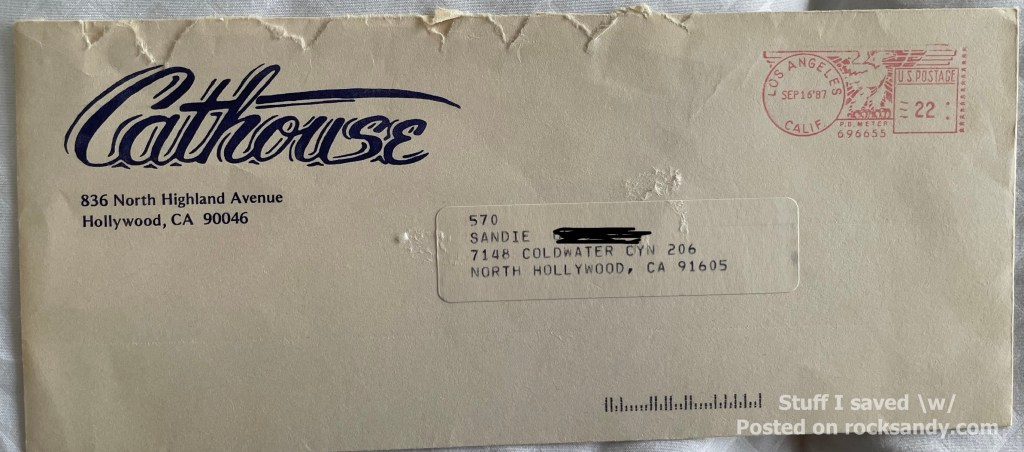 Cathouse
836 North Highland Avenue
Hollywood, CA 90046
LOS ANGELES
SEP 16 '87
CALIF
U.S. POSTAGE
22
P.B. METER
696655
570
SANDIE
7148 COLDWATER CYN 206
NORTH HOLLYWOOD, CA 91605
Stuff I saved \w/
Posted on rocksandy.com